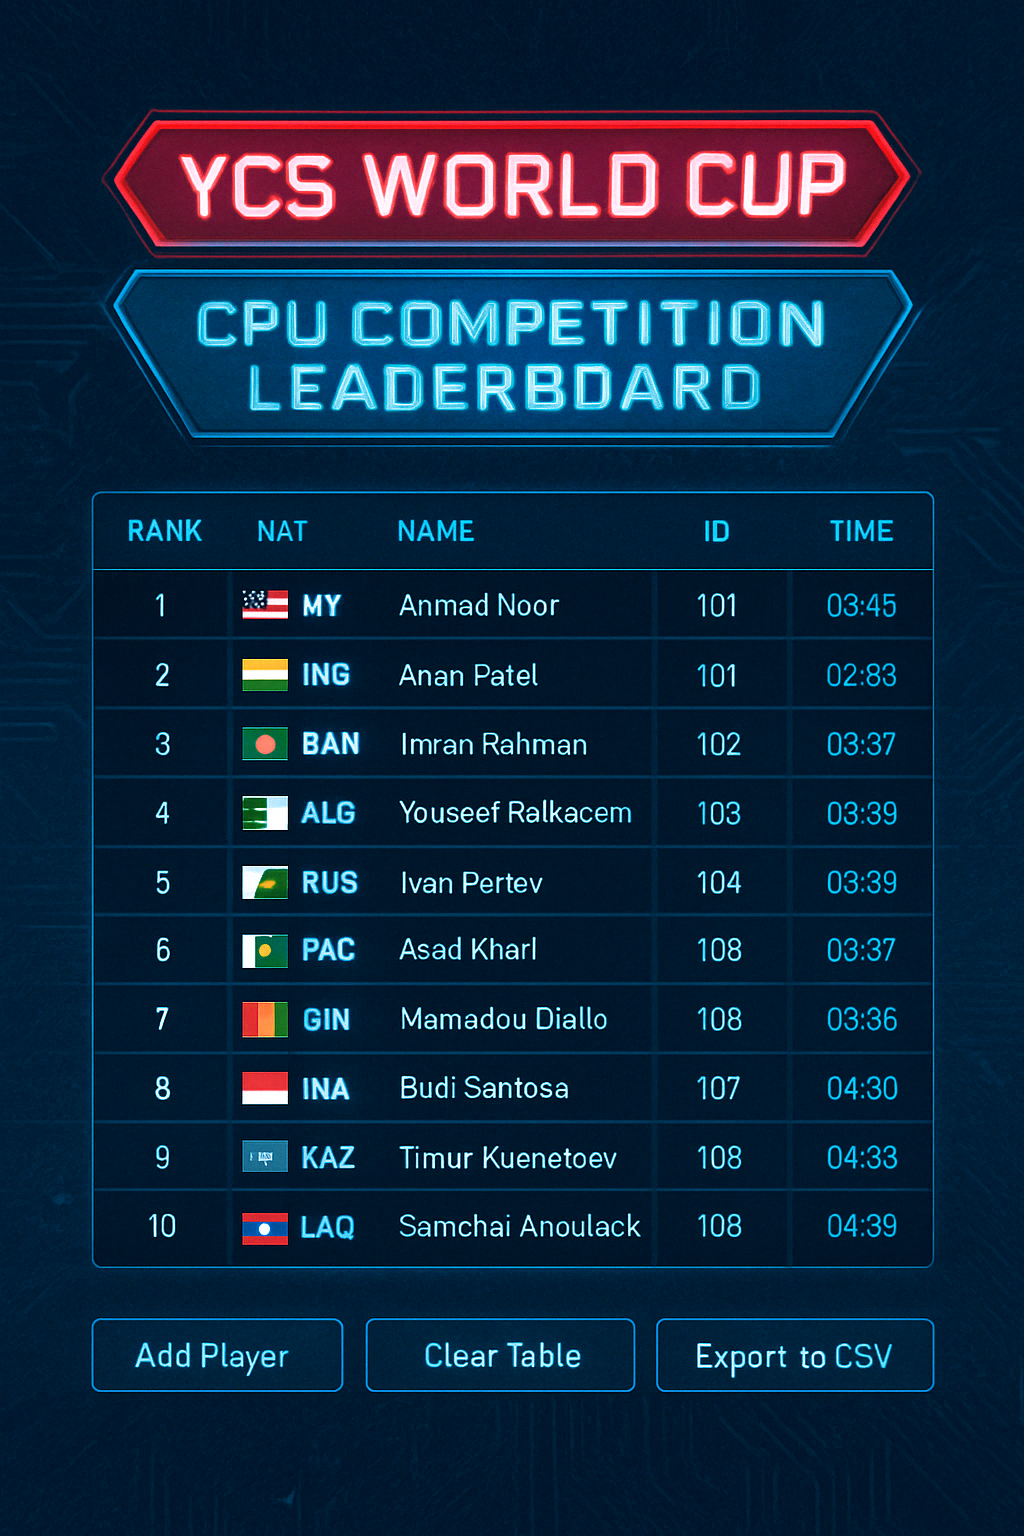 YCS WORLD CUP
CPU COMPETITION
LEADERBDARD
RANK NAT NAME ID TIME
1 MY Anmad Noor 101 03:45
2 ING Anan Patel 101 02:83
3 BAN Imran Rahman 102 03:37
4 ALG Youseef Ralkacem 103 03:39
5 RUS Ivan Pertev 104 03:39
6 PAC Asad Kharl 108 03:37
7 GIN Mamadou Diallo 108 03:36
8 INA Budi Santosa 107 04:30
9 KAZ Timur Kuenetoev 108 04:33
10 LAQ Samchai Anoulack 108 04:39
Add Player Clear Table Export to CSV